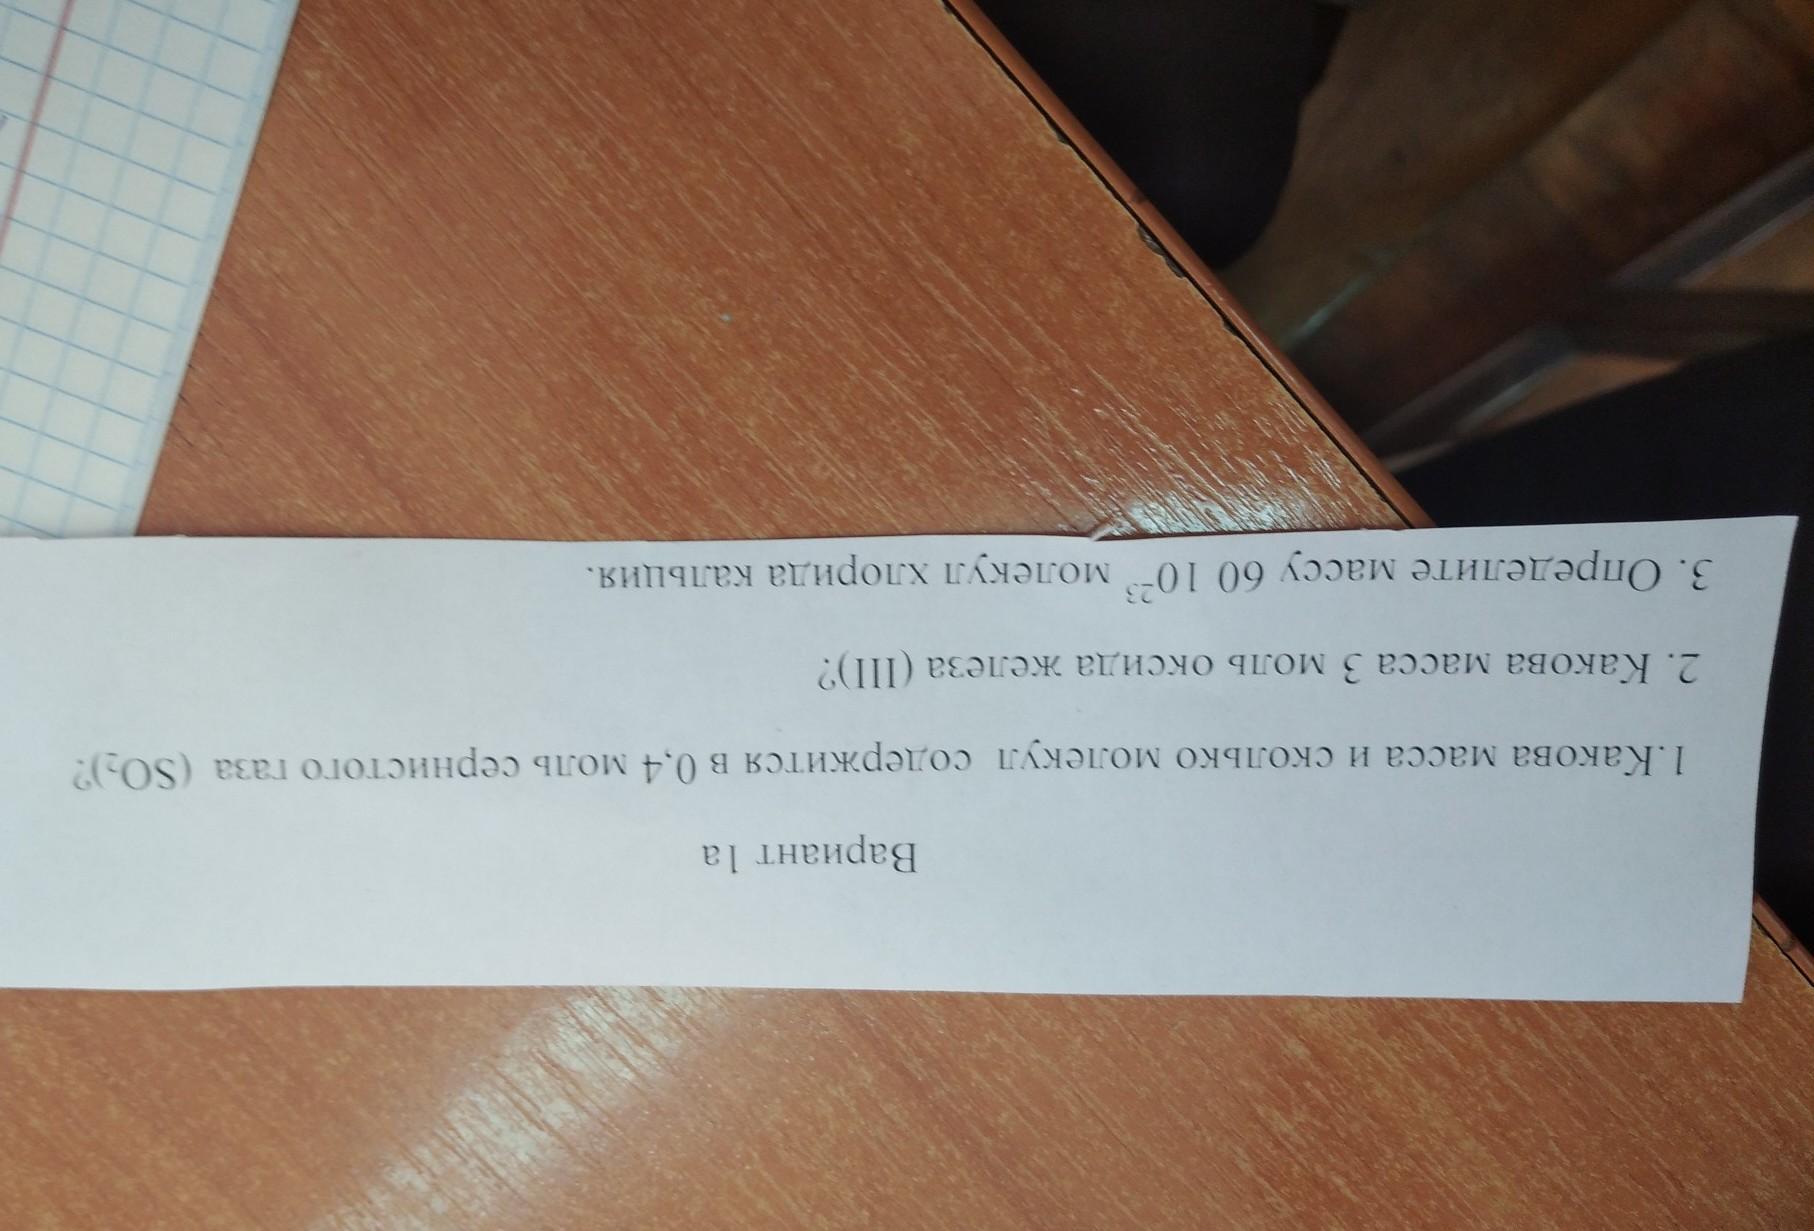 Вариант 1а
1.Какова масса и сколько молекул содержится в 0,4 моль сернистого газа (SO₂)?
2. Какова масса 3 моль оксида железа (III)?
3. Определите массу 60 10⁻²³ молекул хлорида кальция.